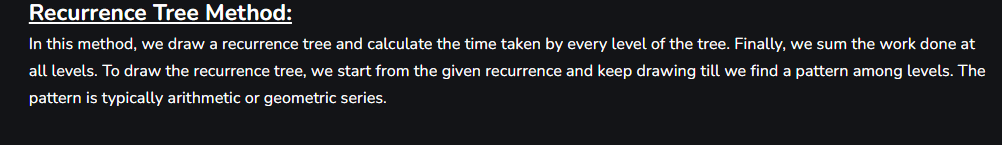 Recurrence Tree Method:
In this method, we draw a recurrence tree and calculate the time taken by every level of the tree. Finally, we sum the work done at
all levels. To draw the recurrence tree, we start from the given recurrence and keep drawing till we find a pattern among levels. The
pattern is typically arithmetic or geometric series.